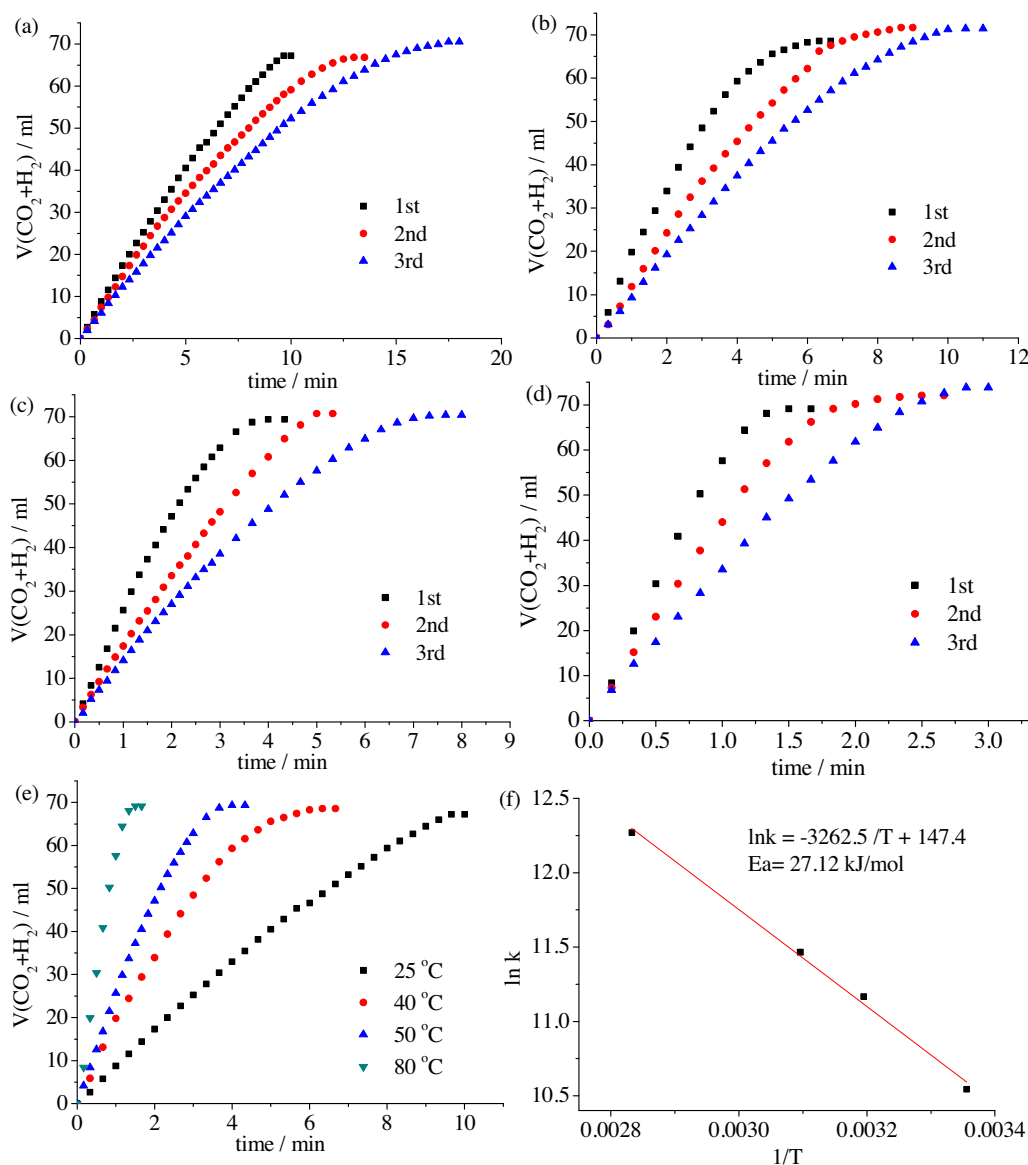 (a)
V(CO₂+H₂) / ml
70
60
50
40
30
20
10
0
1st
2nd
3rd
0 5 10 15 20
time / min
(b)
V(CO₂+H₂) / ml
70
60
50
40
30
20
10
0
1st
2nd
3rd
0 2 4 6 8 10 12
time / min
(c)
V(CO₂+H₂) / ml
70
60
50
40
30
20
10
0
1st
2nd
3rd
0 1 2 3 4 5 6 7 8 9
time / min
(d)
V(CO₂+H₂) / ml
70
60
50
40
30
20
10
0
1st
2nd
3rd
0.0 0.5 1.0 1.5 2.0 2.5 3.0
time / min
(e)
V(CO₂+H₂) / ml
70
60
50
40
30
20
10
0
25 °C
40 °C
50 °C
80 °C
0 2 4 6 8 10
time / min
(f)
ln k
12.5
12.0
11.5
11.0
10.5
lnk = -3262.5 /T + 147.4
Ea= 27.12 kJ/mol
0.0028 0.0030 0.0032 0.0034
1/T